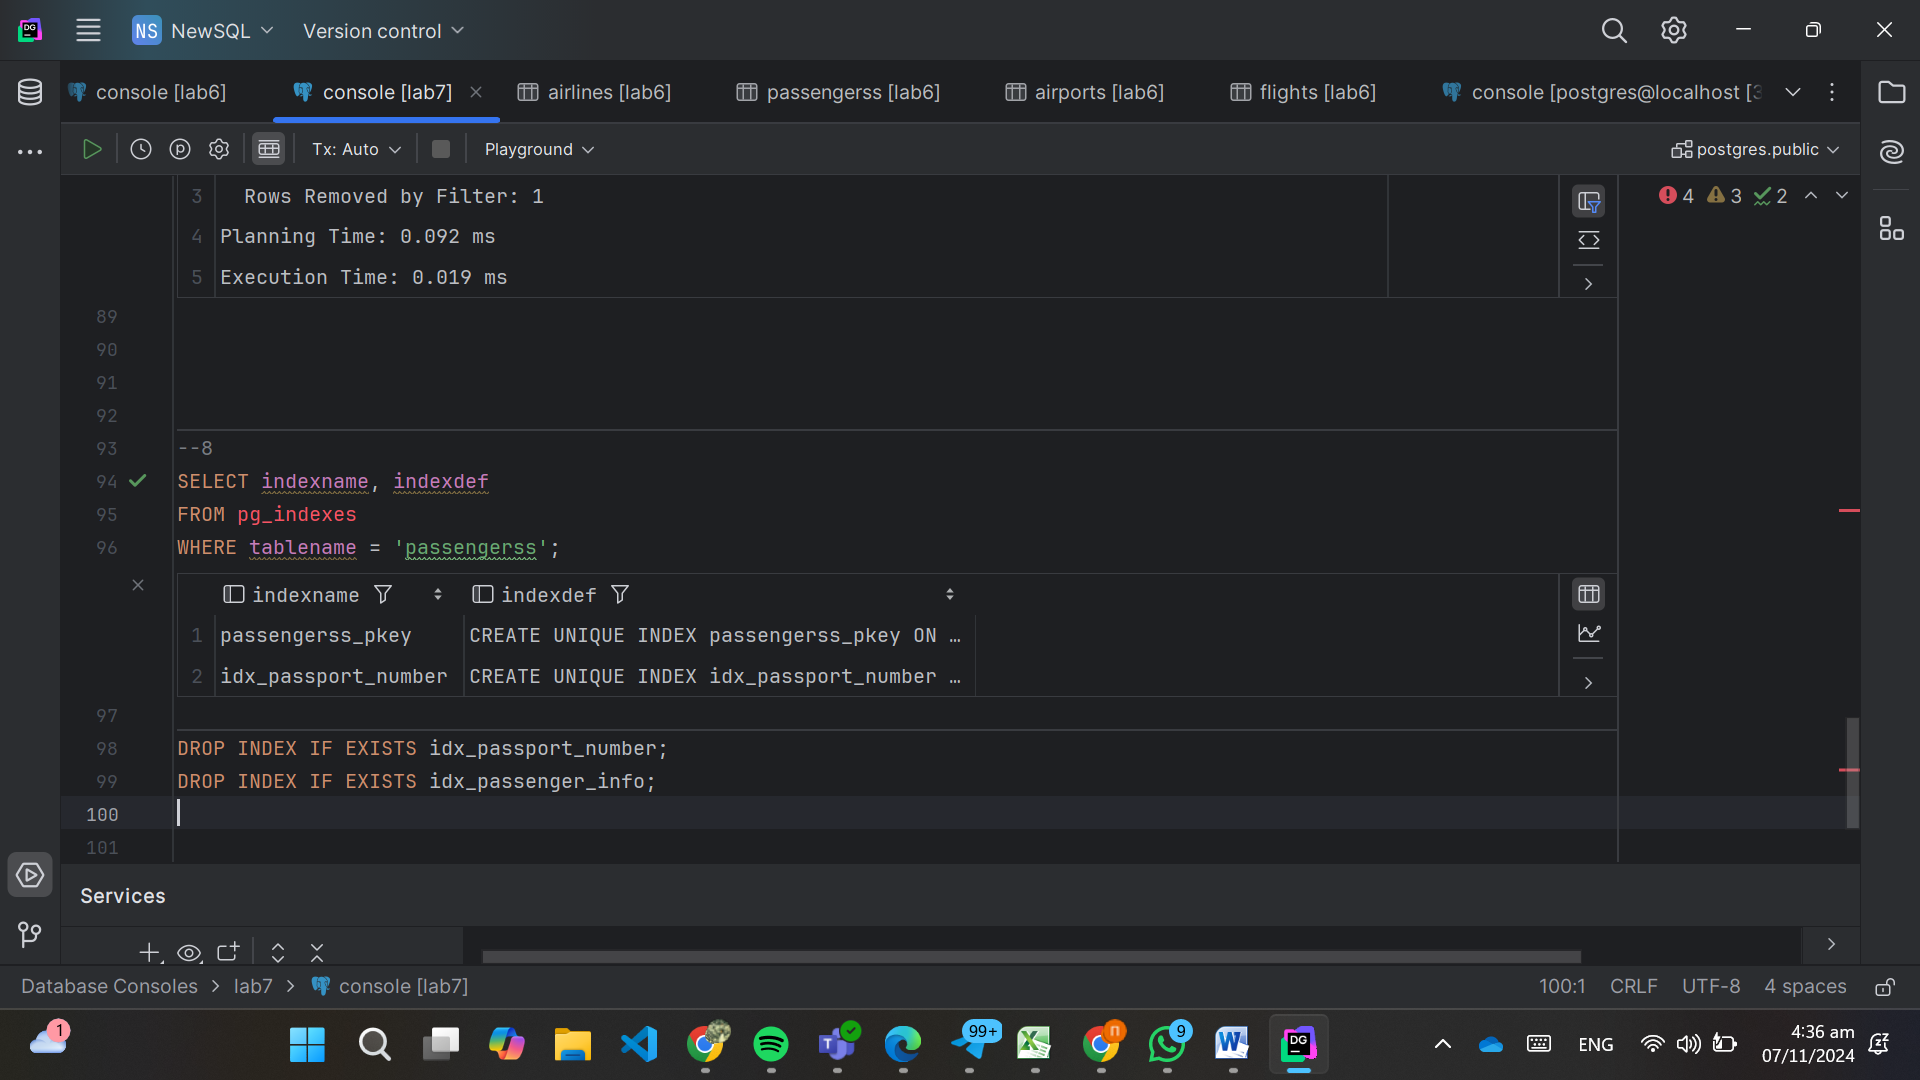 NS NewSQL Version control
console [lab6] console [lab7] airlines [lab6] passengerss [lab6] airports [lab6] flights [lab6] console [postgres@localhost [3
Tx: Auto Playground postgres.public
4 3 2
3 Rows Removed by Filter: 1
4 Planning Time: 0.092 ms
5 Execution Time: 0.019 ms
89
90
91
92
93 --8
94 SELECT indexname, indexdef
95 FROM pg_indexes
96 WHERE tablename = 'passengerss';
indexname indexdef
1 passengerss_pkey CREATE UNIQUE INDEX passengerss_pkey ON …
2 idx_passport_number CREATE UNIQUE INDEX idx_passport_number …
97
98 DROP INDEX IF EXISTS idx_passport_number;
99 DROP INDEX IF EXISTS idx_passenger_info;
100
101
Services
Database Consoles > lab7 > console [lab7] 100:1 CRLF UTF-8 4 spaces
1 99+ 9 DG ENG 4:36 am
07/11/2024